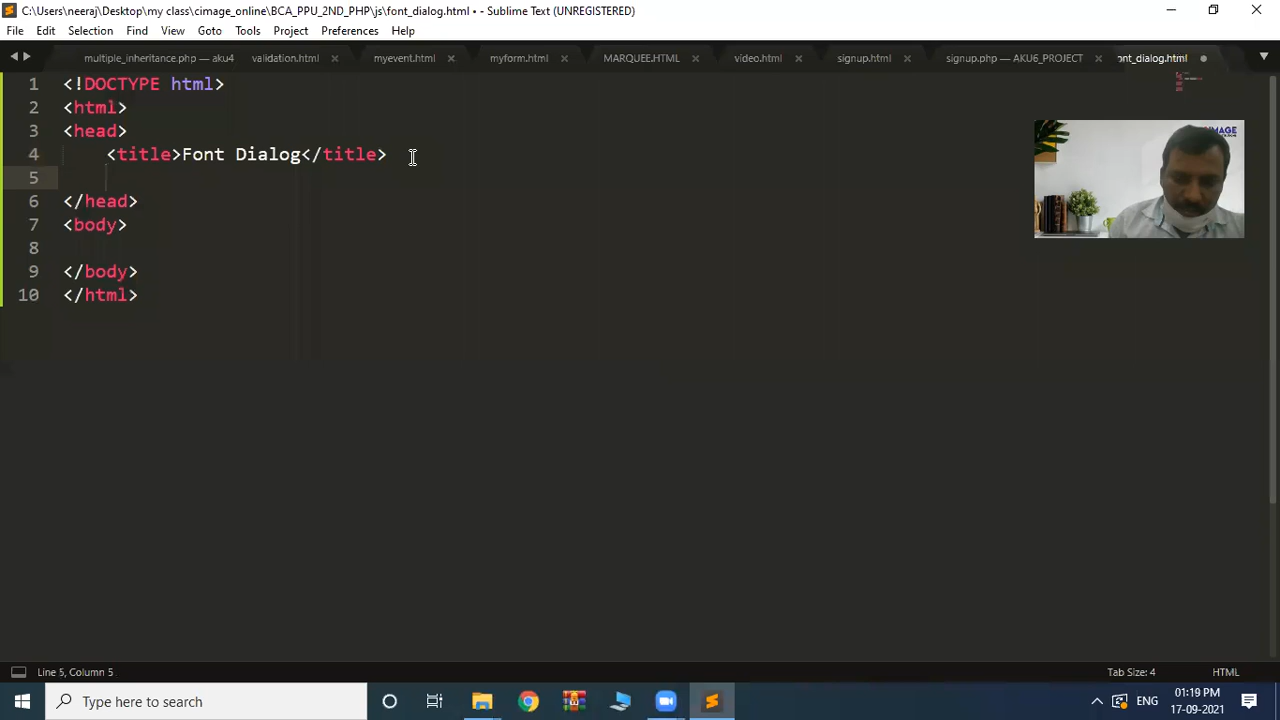 C:\Users\neeraj\Desktop\my class\cimage_online\BCA_PPU_2ND_PHP\js\font_dialog.html • - Sublime Text (UNREGISTERED)
File Edit Selection Find View Goto Tools Project Preferences Help
multiple_inheritance.php — aku4 validation.html myevent.html myform.html MARQUEE.HTML video.html signup.html signup.php — AKU6_PROJECT ont_dialog.html
1 <!DOCTYPE html>
2 <html>
3 <head>
4 <title>Font Dialog</title>
5
6 </head>
7 <body>
8
9 </body>
10 </html>
Line 5, Column 5 Tab Size: 4 HTML
Type here to search
ENG
01:19 PM
17-09-2021